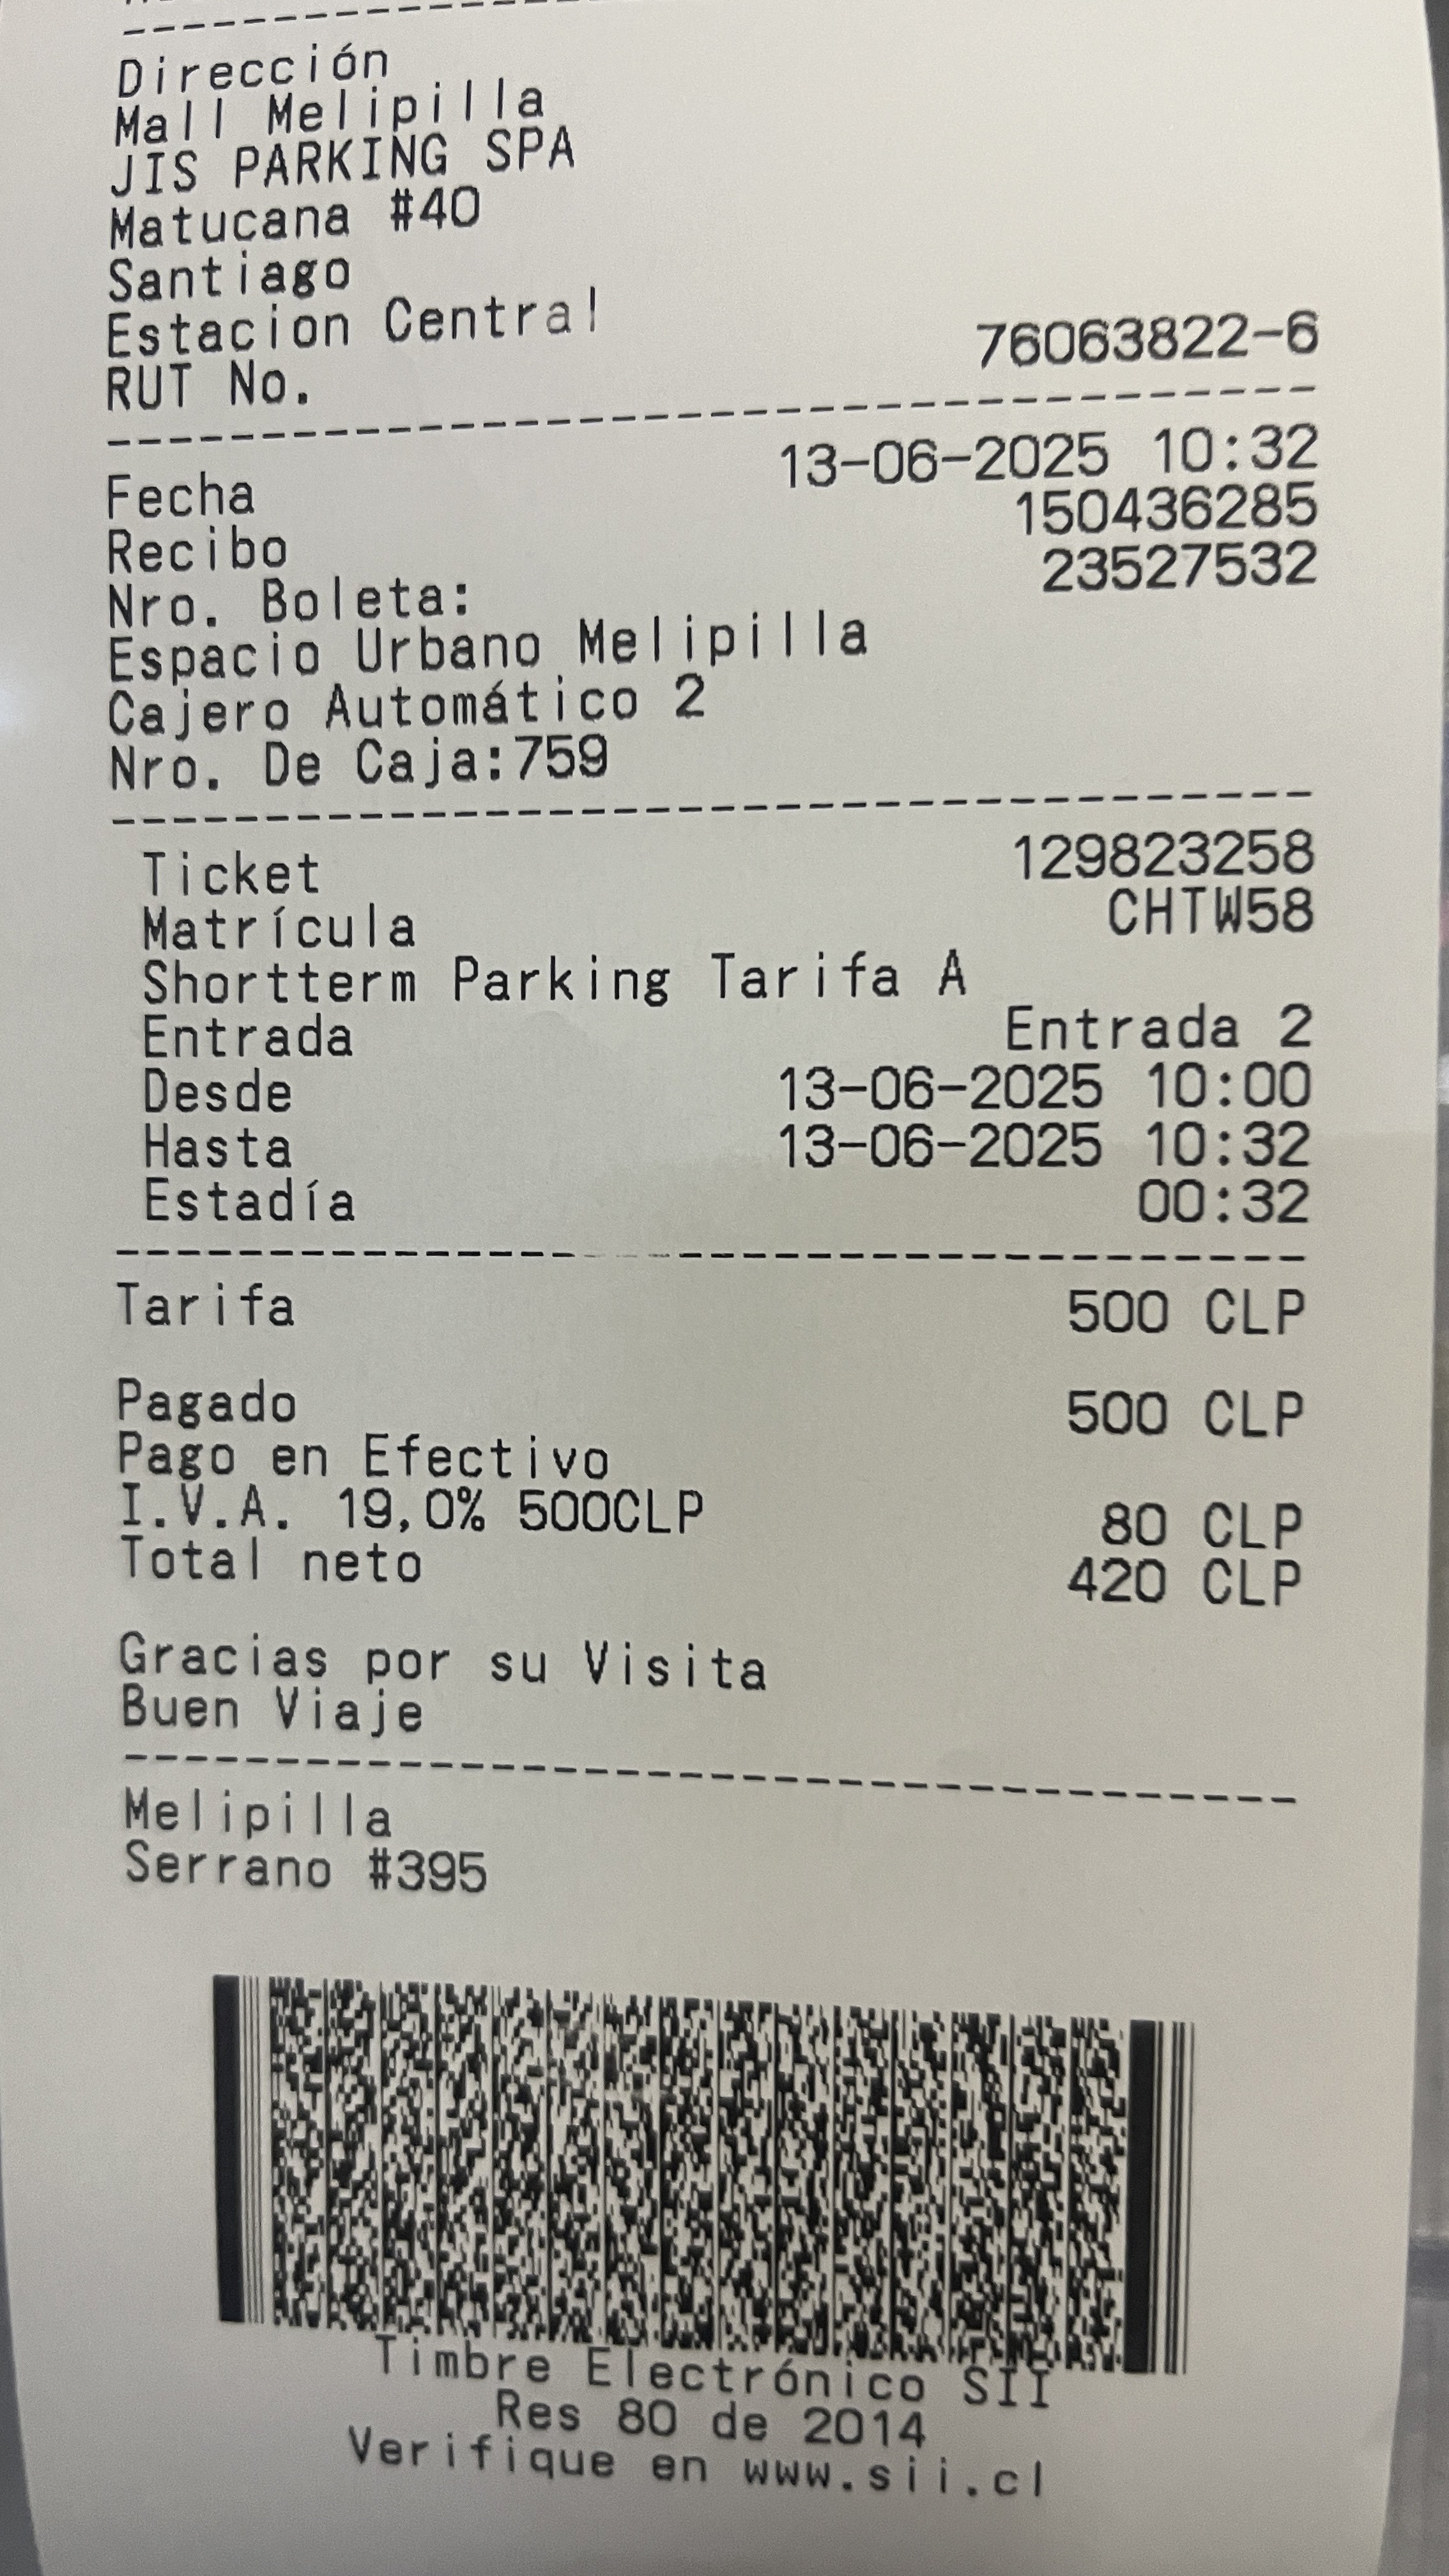 Dirección
Mall Melipilla
JIS PARKING SPA
Matucana #40
Santiago
Estacion Central
RUT No. 76063822-6
Fecha 13-06-2025 10:32
Recibo 150436285
Nro. Boleta: 23527532
Espacio Urbano Melipilla
Cajero Automático 2
Nro. De Caja:759
Ticket 129823258
Matrícula CHTW58
Shortterm Parking Tarifa A
Entrada Entrada 2
Desde 13-06-2025 10:00
Hasta 13-06-2025 10:32
Estadía 00:32
Tarifa 500 CLP
Pagado 500 CLP
Pago en Efectivo
I.V.A. 19,0% 500CLP 80 CLP
Total neto 420 CLP
Gracias por su Visita
Buen Viaje
Melipilla
Serrano #395
Timbre Electrónico SII
Res 80 de 2014
Verifique en www.sii.cl